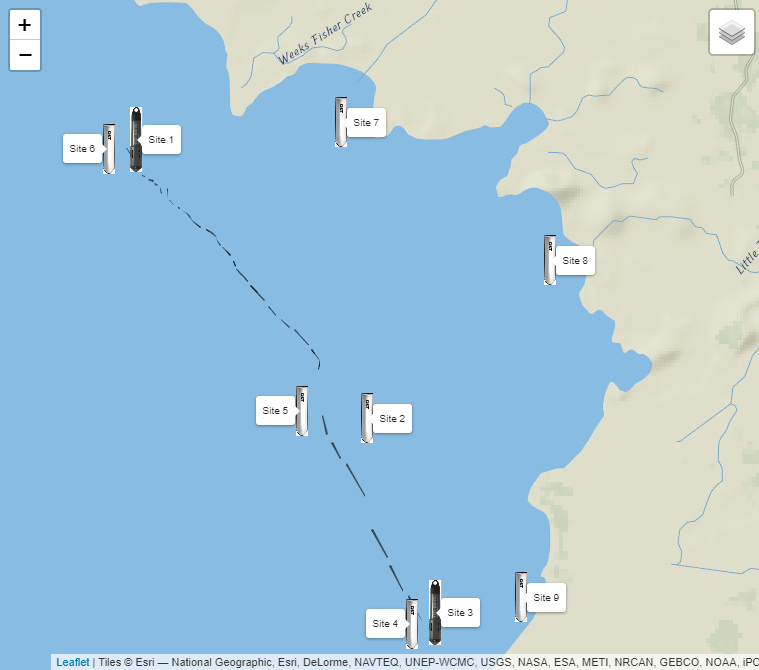 +
−
Weeks Fisher Creek
Site 7
Site 1
Site 6
Site 8
Little
Site 5
Site 2
Site 9
Site 3
Site 4
Leaflet | Tiles © Esri — National Geographic, Esri, DeLorme, NAVTEQ, UNEP-WCMC, USGS, NASA, ESA, METI, NRCAN, GEBCO, NOAA, iPC